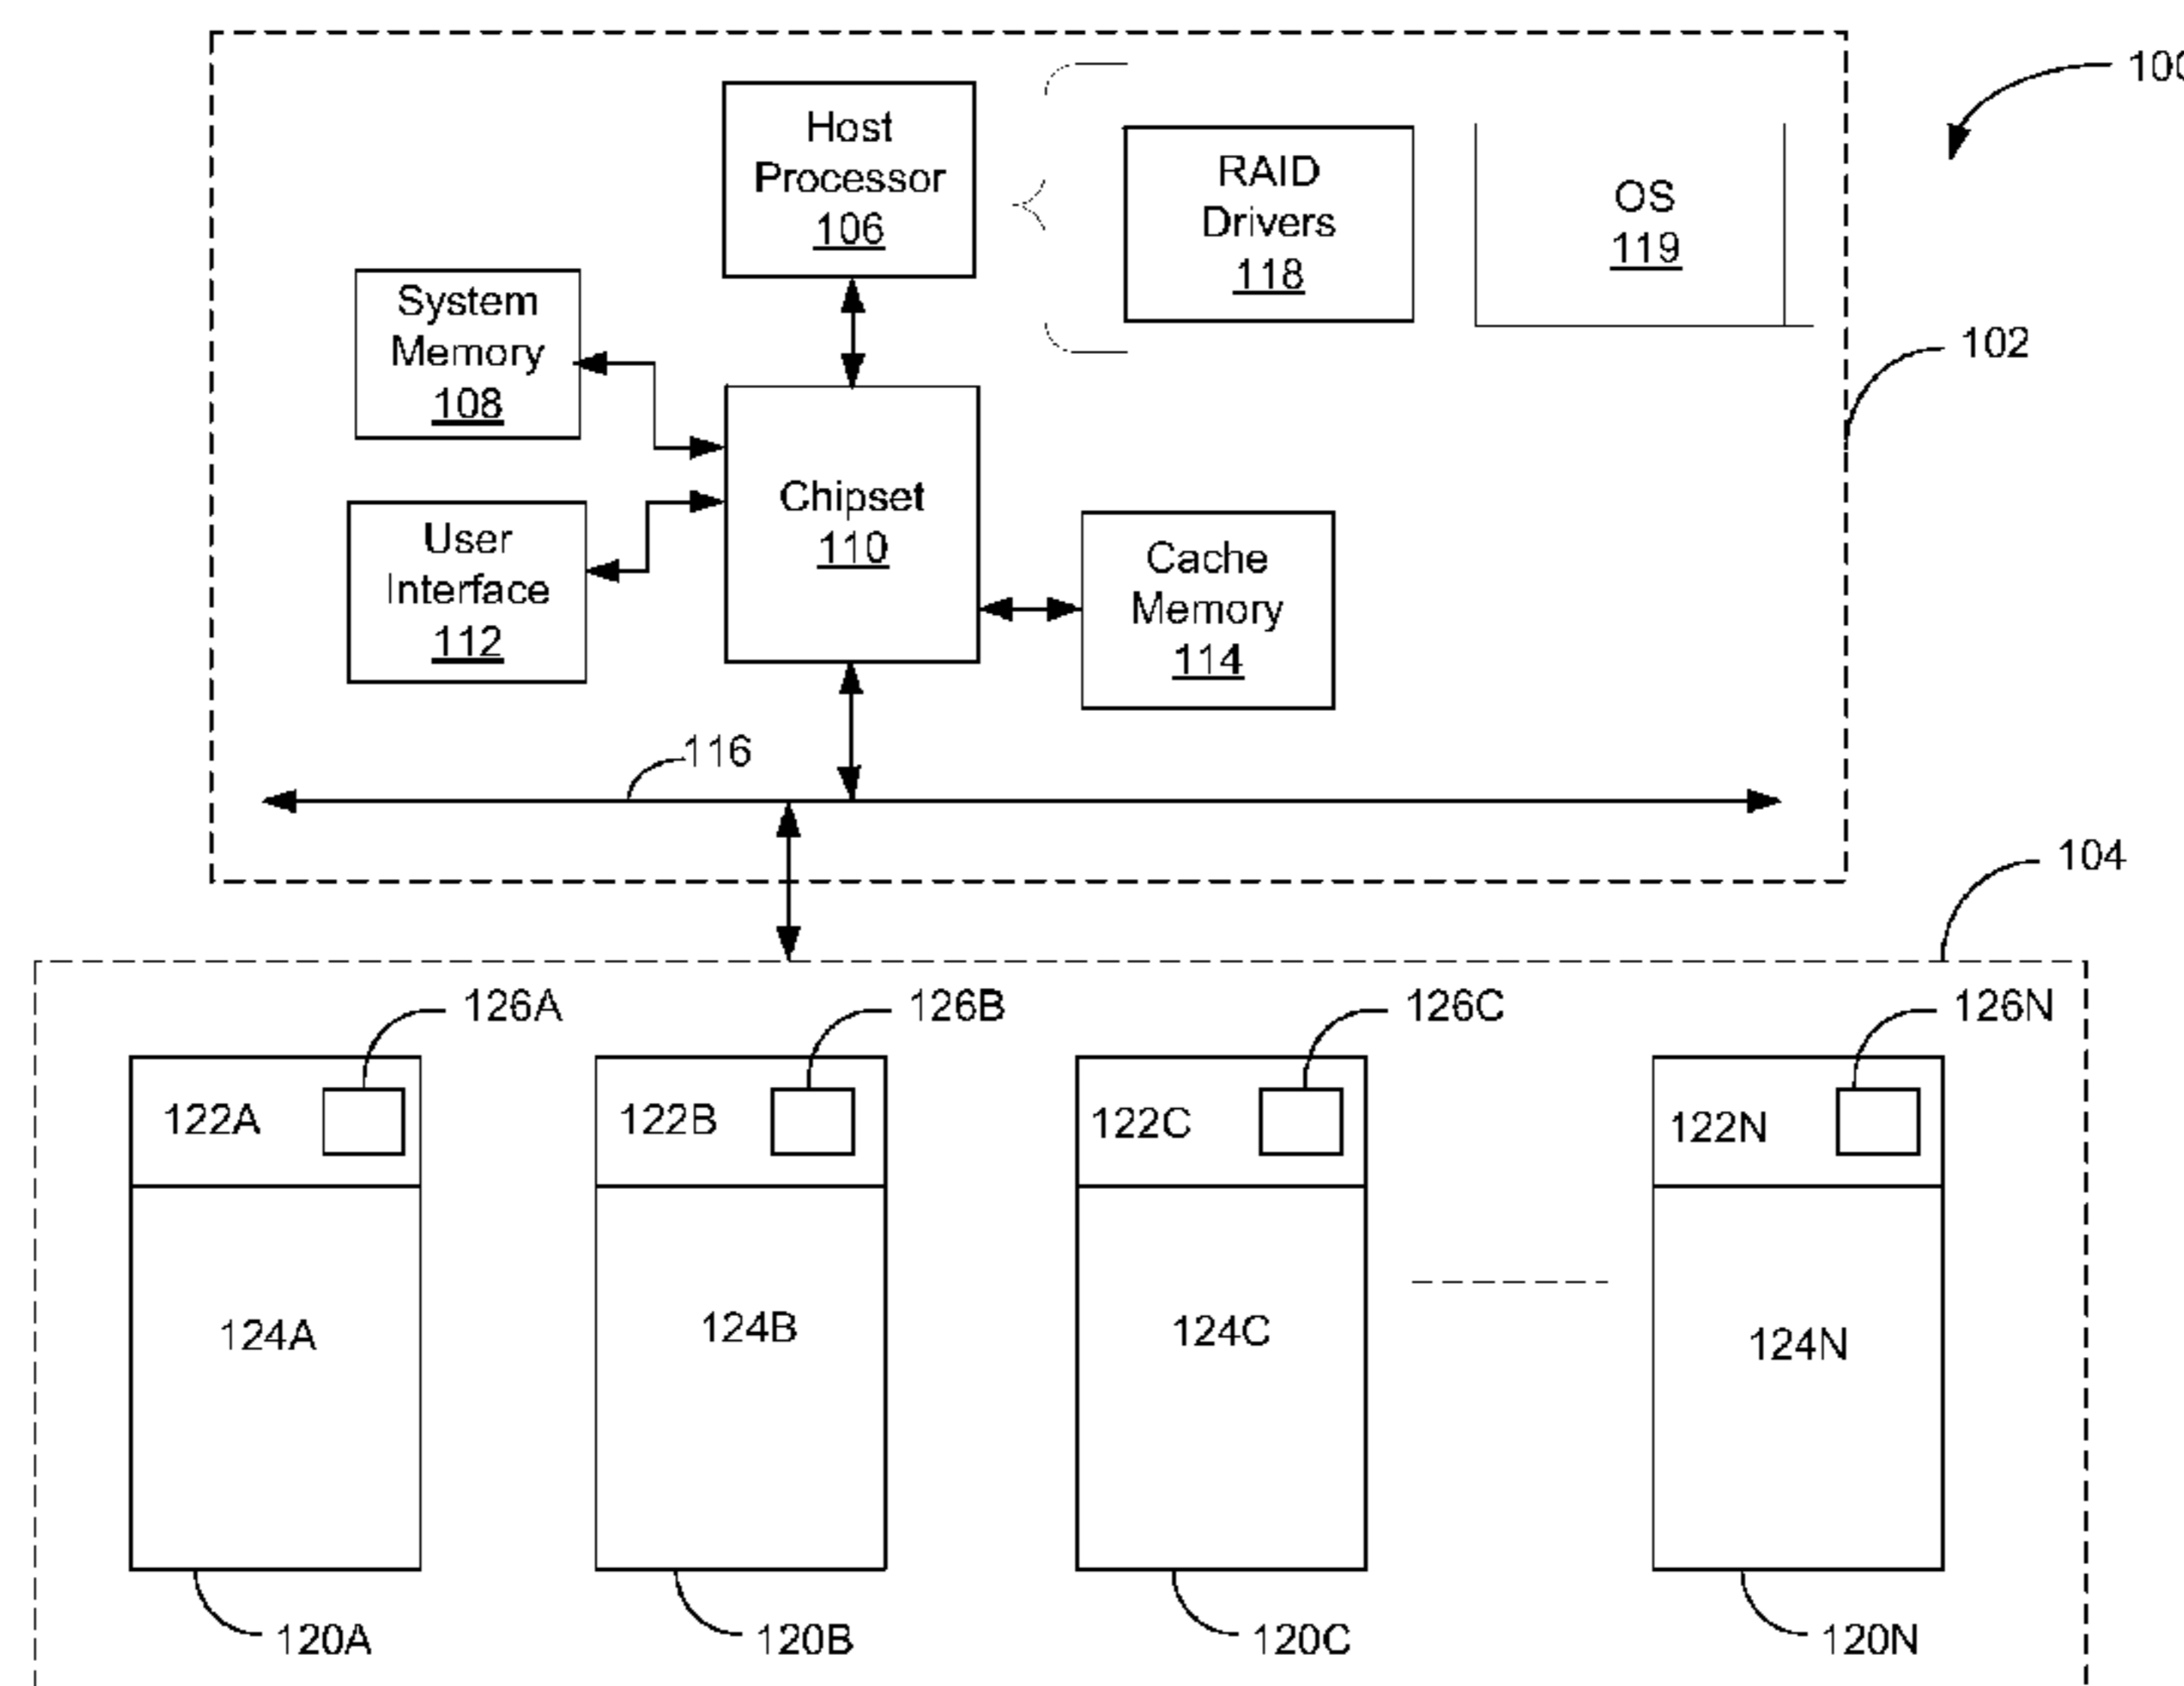 100
Host
Processor
106
RAID
Drivers
118
OS
119
System
Memory
108
102
Chipset
110
User
Interface
112
Cache
Memory
114
116
104
126A
126B
126C
126N
122A
122B
122C
122N
124A
124B
124C
124N
120A
120B
120C
120N